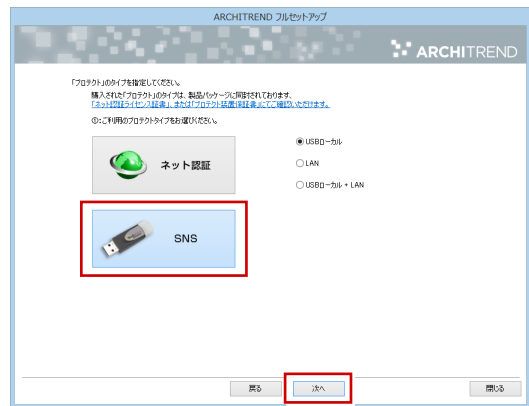 ARCHITREND フルセットアップ
ARCHITREND
「プロテクト」のタイプを指定してください。
購入された「プロテクト」のタイプは、製品パッケージに同封されております、
「ネット認証ライセンス証書」、または「プロテクト装置保証書」にてご確認いただけます。
①:ご利用のプロテクトタイプをお選びください。
ネット認証
USBローカル
LAN
USBローカル + LAN
SNS
戻る
次へ
閉じる